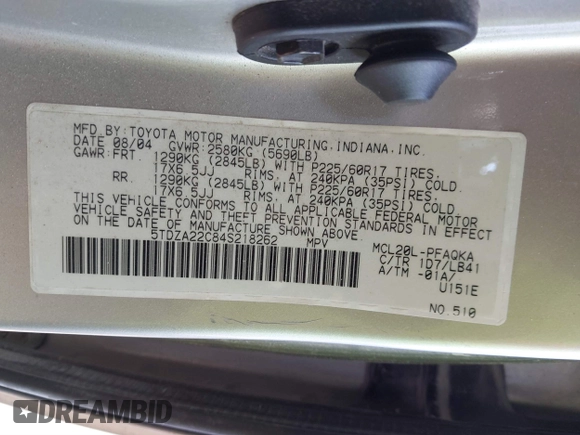 MFD.BY:TOYOTA MOTOR MANUFACTURING,INDIANA,INC.
DATE 08/04 GVWR:2580KG (5690LB)
GAWR:FRT. 1290KG (2845LB) WITH P225/60R17 TIRES,
17X6.5JJ RIMS, AT 240KPA (35PSI) COLD
RR. 1290KG (2845LB) WITH P225/60R17 TIRES,
17X6.5JJ RIMS, AT 240KPA (35PSI) COLD
THIS VEHICLE CONFORMS TO ALL APPLICABLE FEDERAL MOTOR
VEHICLE SAFETY AND THEFT PREVENTION STANDARDS IN EFFECT
ON THE DATE OF MANUFACTURE SHOWN ABOVE.
5TDZA22C84S218262 MPV
MCL20L-PFAQKA
C/TR 1D7/LB41
A/TM -01A/
U151E
NO.510
DREAMBID